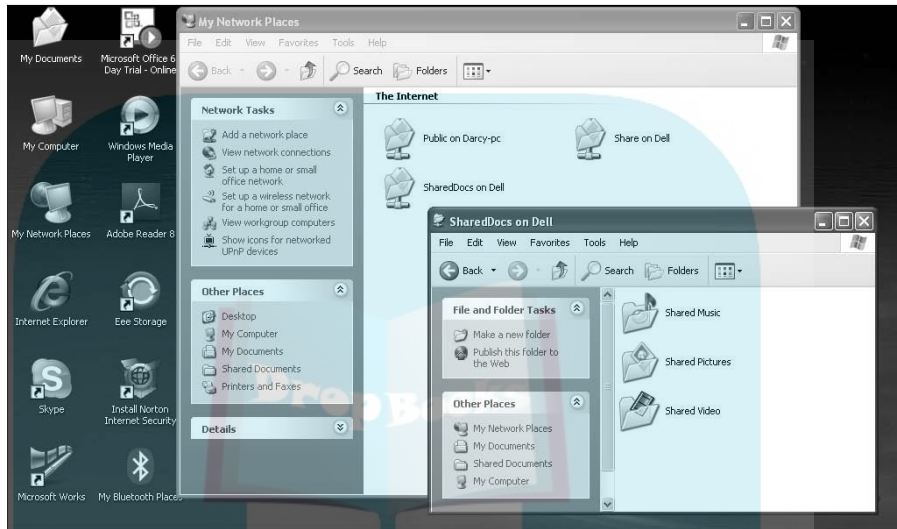 My Documents
Microsoft Office 6
Day Trial - Online
My Computer
Windows Media
Player
My Network Places
Adobe Reader 8
Internet Explorer
Eee Storage
Skype
Install Norton
Internet Security
Microsoft Works
My Bluetooth Places
My Network Places
File Edit View Favorites Tools Help
Back Search Folders
Network Tasks
Add a network place
View network connections
Set up a home or small
office network
Set up a wireless network
for a home or small office
View workgroup computers
Show icons for networked
UPnP devices
Other Places
Desktop
My Computer
My Documents
Shared Documents
Printers and Faxes
Details
The Internet
Public on Darcy-pc
Share on Dell
SharedDocs on Dell
SharedDocs on Dell
File Edit View Favorites Tools Help
Back Search Folders
File and Folder Tasks
Make a new folder
Publish this folder to
the Web
Other Places
My Network Places
My Documents
Shared Documents
My Computer
Shared Music
Shared Pictures
Shared Video
DropBooks